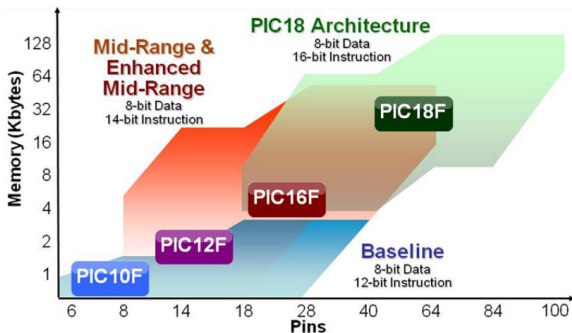 PIC18 Architecture
8-bit Data
16-bit Instruction
Mid-Range &
Enhanced
Mid-Range
8-bit Data
14-bit Instruction
Memory (Kbytes)
128
64
32
16
8
4
2
1
PIC18F
PIC16F
PIC12F
PIC10F
Baseline
8-bit Data
12-bit Instruction
6 8 14 18 28 40 64 84 100
Pins